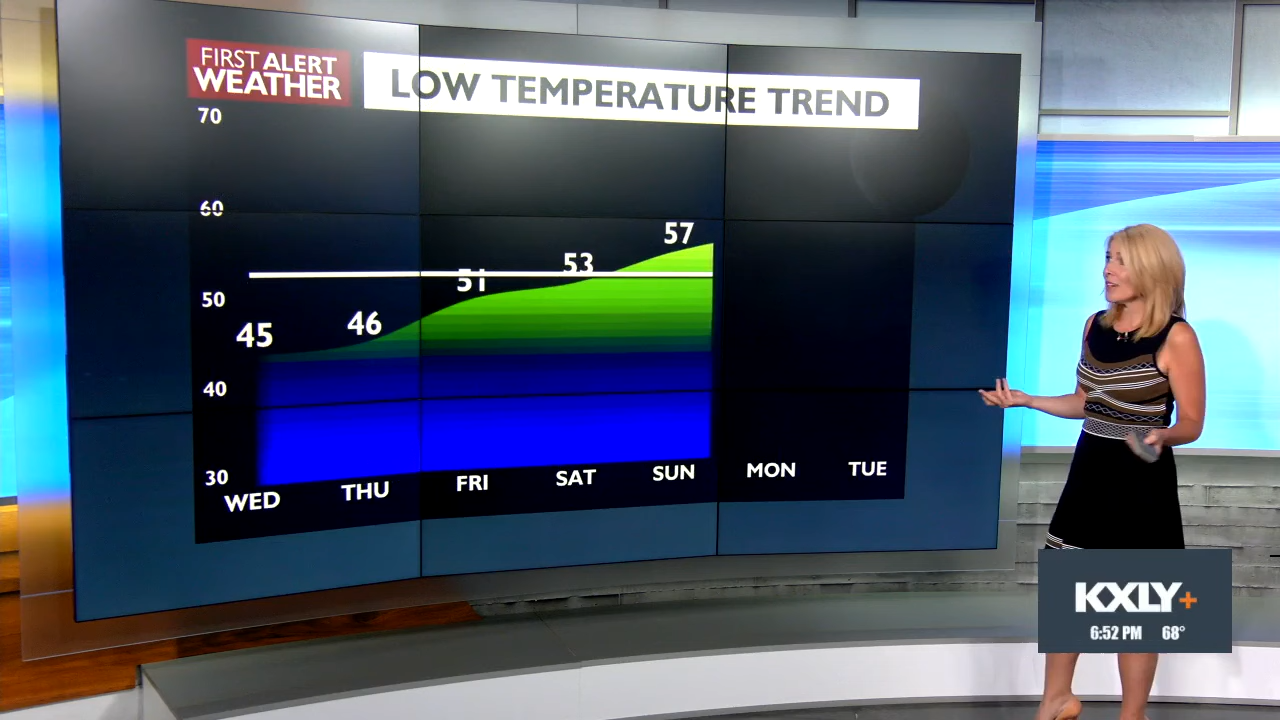 FIRST ALERT
WEATHER
LOW TEMPERATURE TREND
70
60
50
40
30
45
46
51
53
57
WED
THU
FRI
SAT
SUN
MON
TUE
KXLY+
6:52 PM 68°